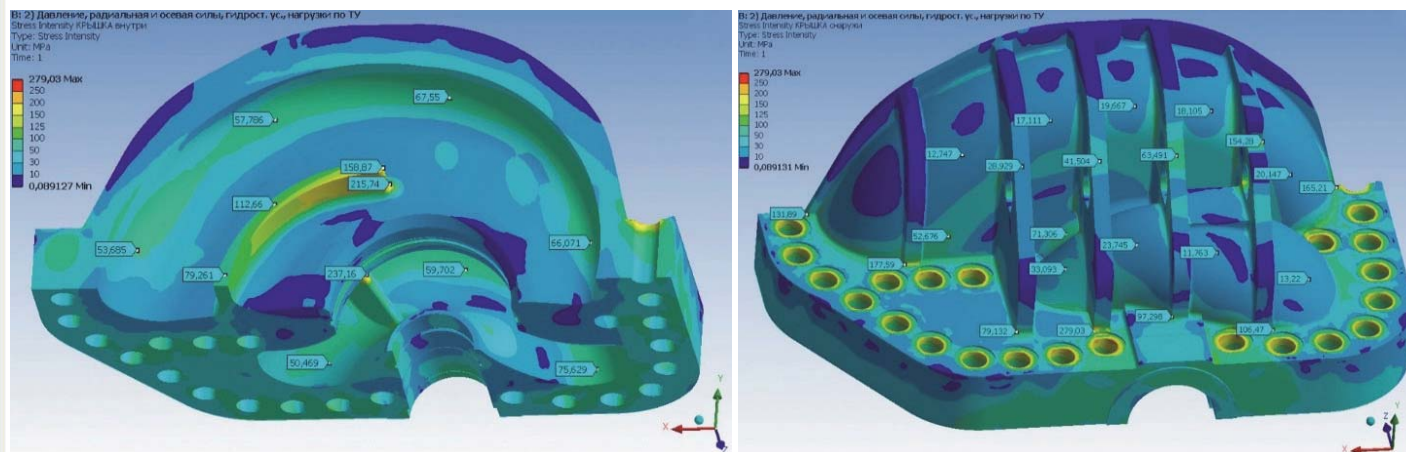 В: 2) Давление, радиальная и осевая силы, гидрост. ус., нагрузки по ТУ
Stress Intensity КРЫШКА внутри
Type: Stress Intensity
Unit: MPa
Time: 1
279,03 Max
250
200
150
125
100
50
30
10
0,089127 Min
67,55
57,786
158,87
215,74
112,66
53,685
66,071
79,261
237,16
59,702
50,469
75,629
Y
X
Z
В: 2) Давление, радиальная и осевая силы, гидрост. ус., нагрузки по ТУ
Stress Intensity КРЫШКА снаружи
Type: Stress Intensity
Unit: MPa
Time: 1
279,03 Max
250
200
150
125
100
50
30
10
0,089131 Min
19,667
18,105
17,111
154,28
12,747
63,491
41,504
28,929
20,147
165,21
131,89
71,306
52,676
23,745
11,763
177,59
33,093
13,22
97,298
79,132
279,03
106,47
Y
Z
X